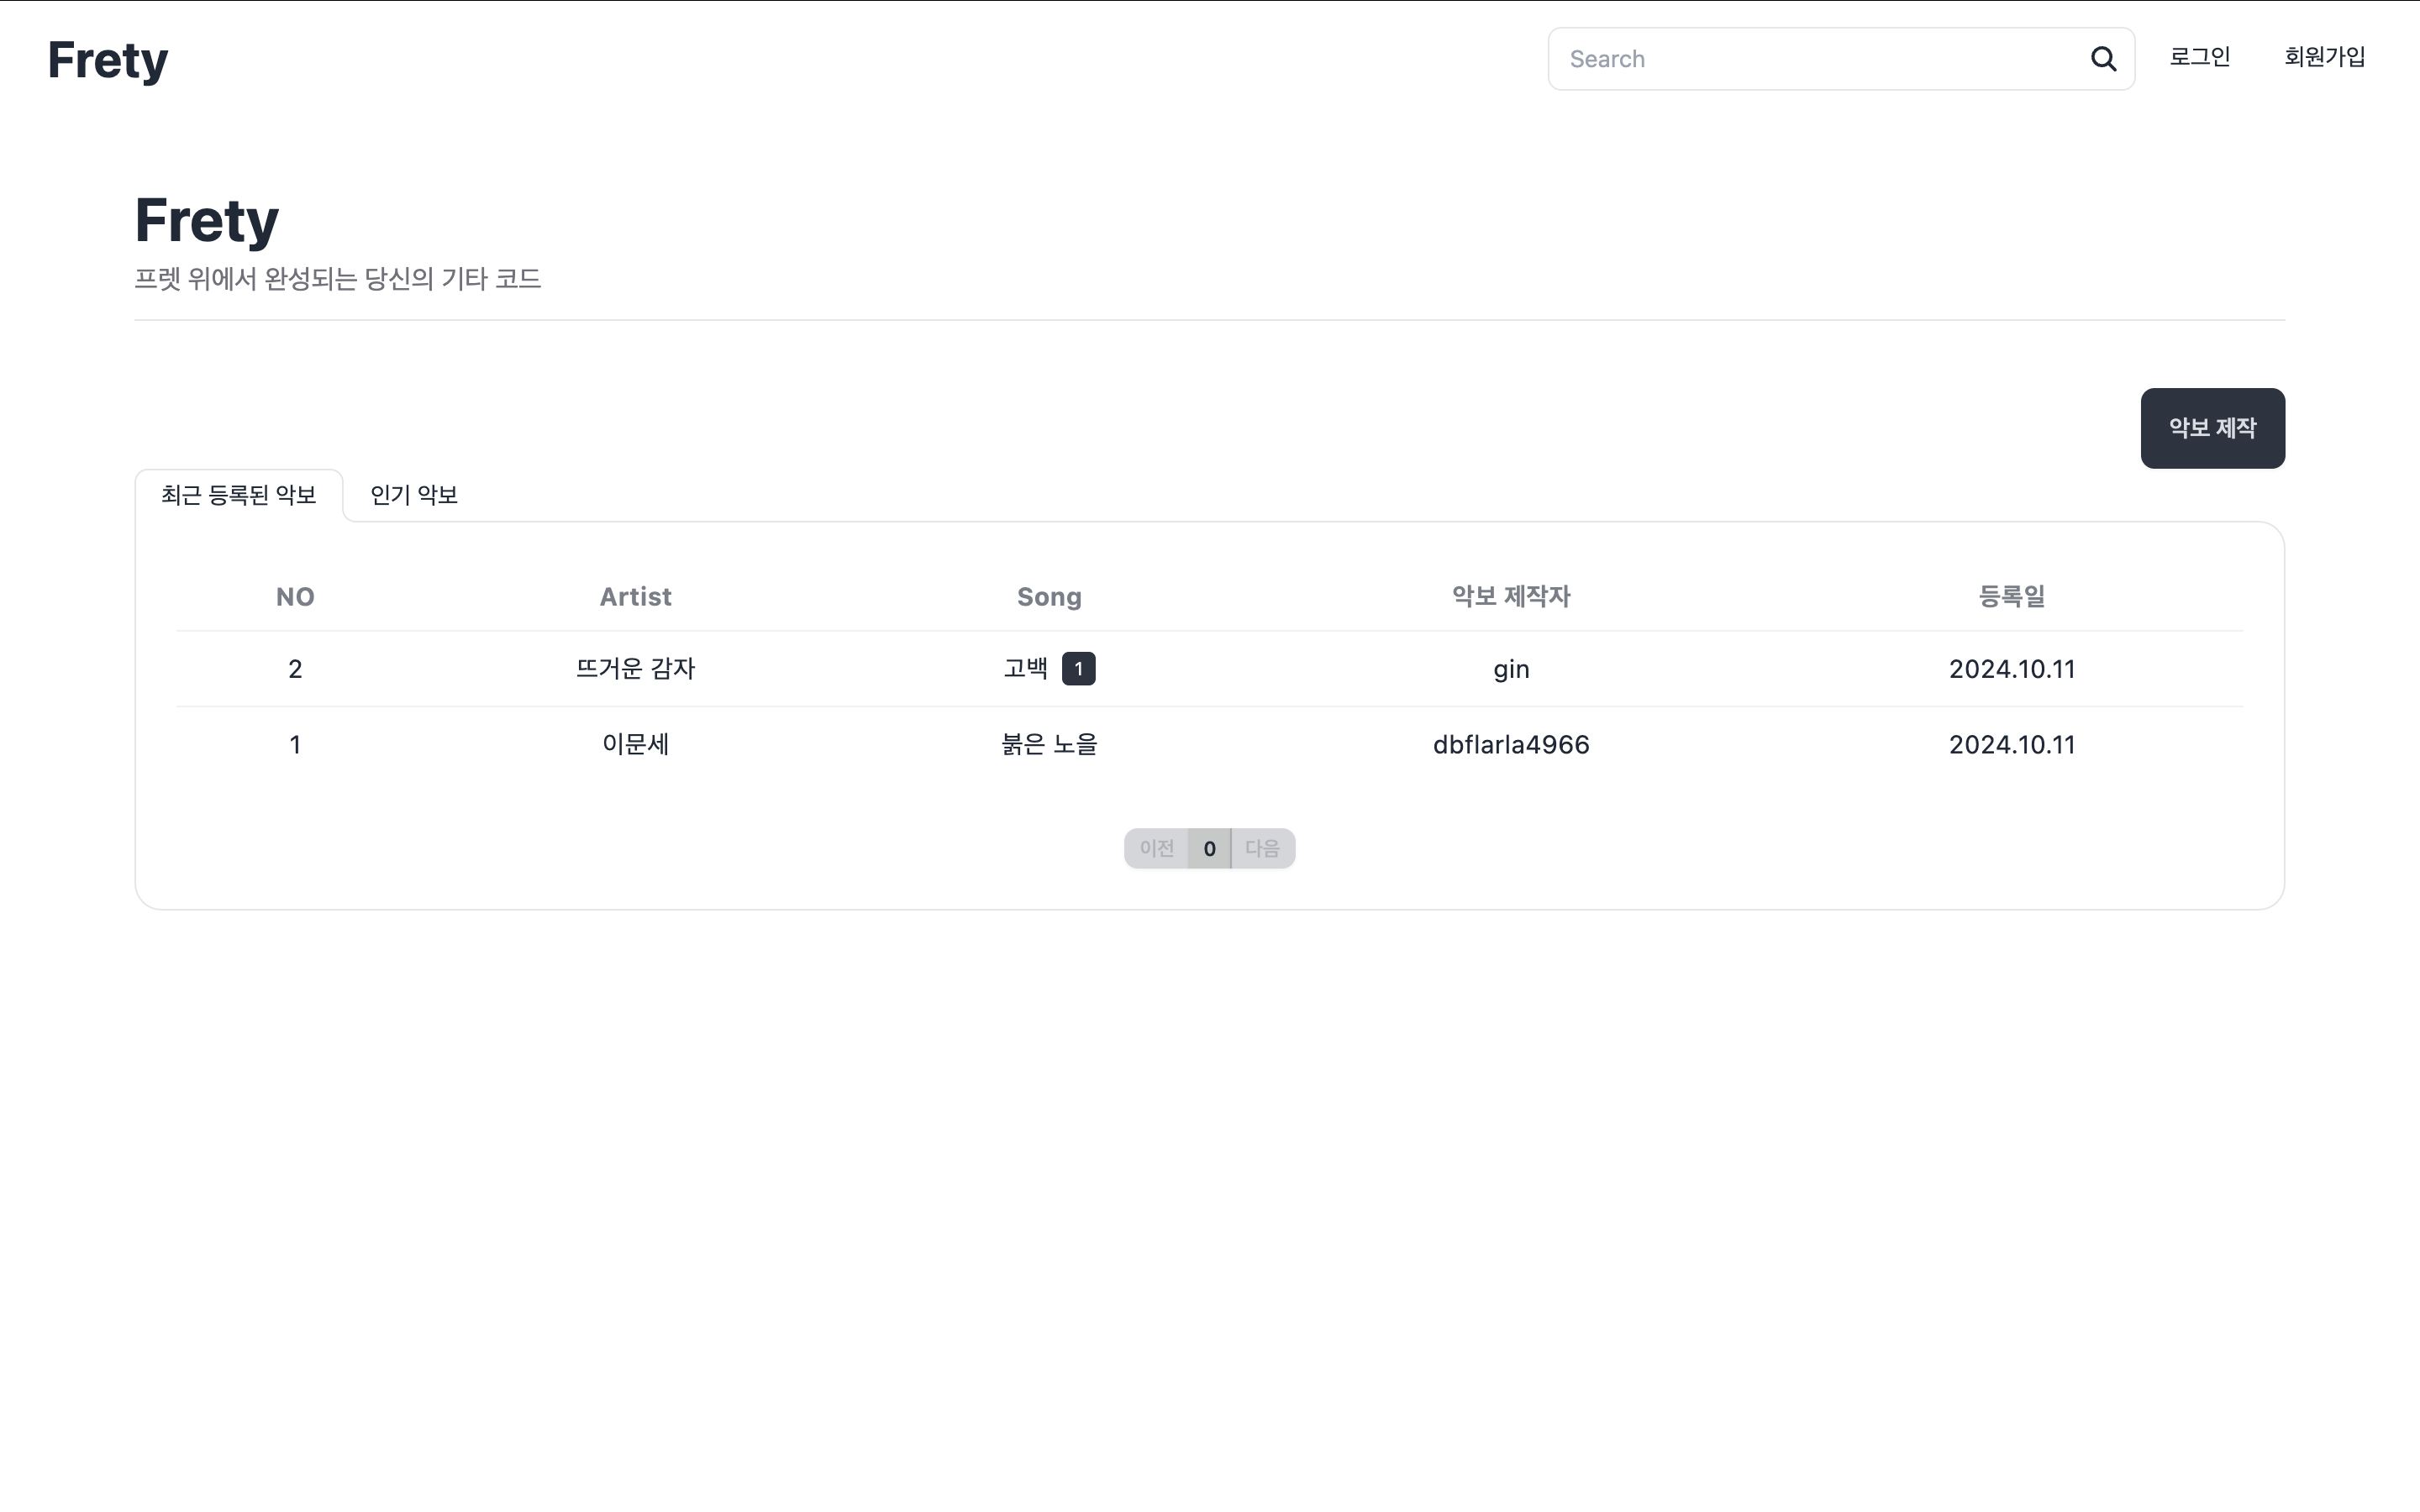 Frety Search 로그인 회원가입
Frety
프렛 위에서 완성되는 당신의 기타 코드
악보 제작
최근 등록된 악보 인기 악보
NO Artist Song 악보 제작자 등록일
2 뜨거운 감자 고백 1 gin 2024.10.11
1 이문세 붉은 노을 dbflarla4966 2024.10.11
이전 0 다음